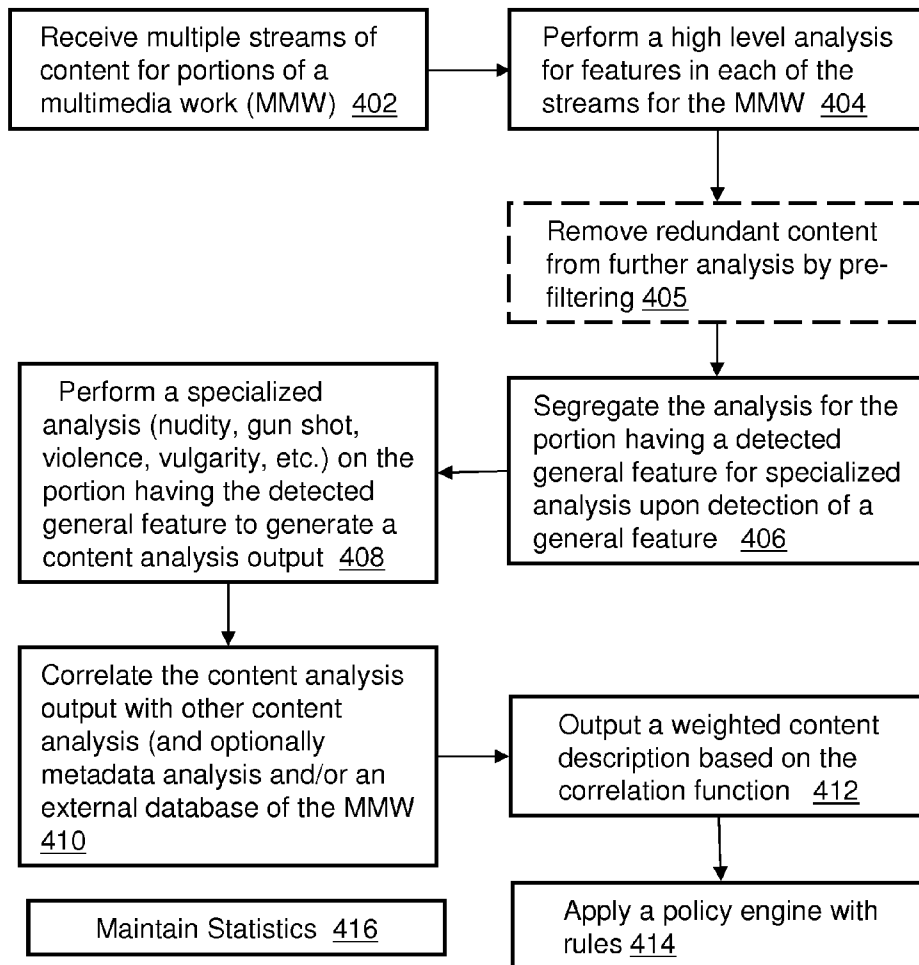 Receive multiple streams of
content for portions of a
multimedia work (MMW) 402
Perform a high level analysis
for features in each of the
streams for the MMW 404
Remove redundant content
from further analysis by pre-
filtering 405
Segregate the analysis for the
portion having a detected
general feature for specialized
analysis upon detection of a
general feature 406
Perform a specialized
analysis (nudity, gun shot,
violence, vulgarity, etc.) on the
portion having the detected
general feature to generate a
content analysis output 408
Correlate the content analysis
output with other content
analysis (and optionally
metadata analysis and/or an
external database of the MMW
410
Output a weighted content
description based on the
correlation function 412
Apply a policy engine with
rules 414
Maintain Statistics 416